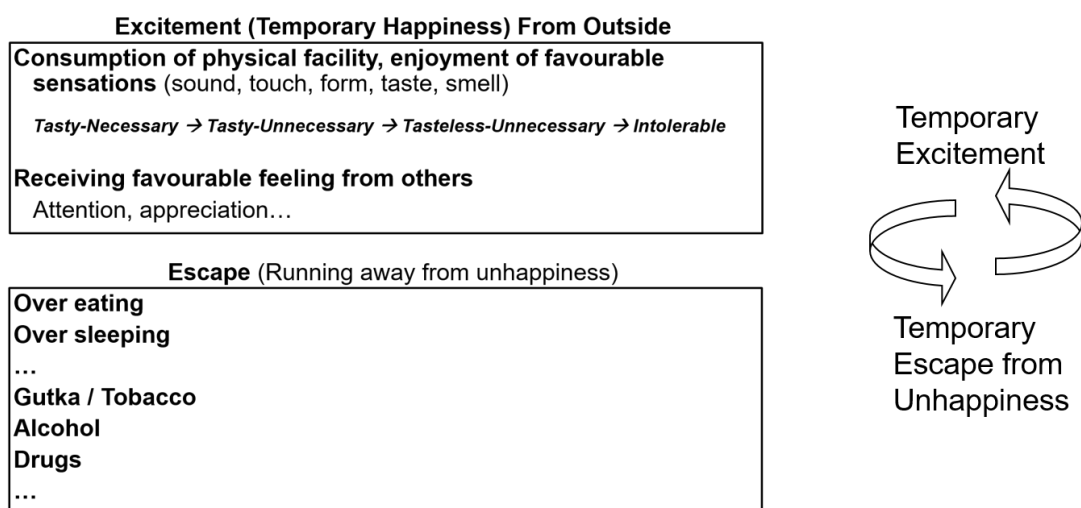 Excitement (Temporary Happiness) From Outside
Consumption of physical facility, enjoyment of favourable
sensations (sound, touch, form, taste, smell)
Tasty-Necessary → Tasty-Unnecessary → Tasteless-Unnecessary → Intolerable
Receiving favourable feeling from others
Attention, appreciation…
Escape (Running away from unhappiness)
Over eating
Over sleeping
…
Gutka / Tobacco
Alcohol
Drugs
…
Temporary
Excitement
Temporary
Escape from
Unhappiness